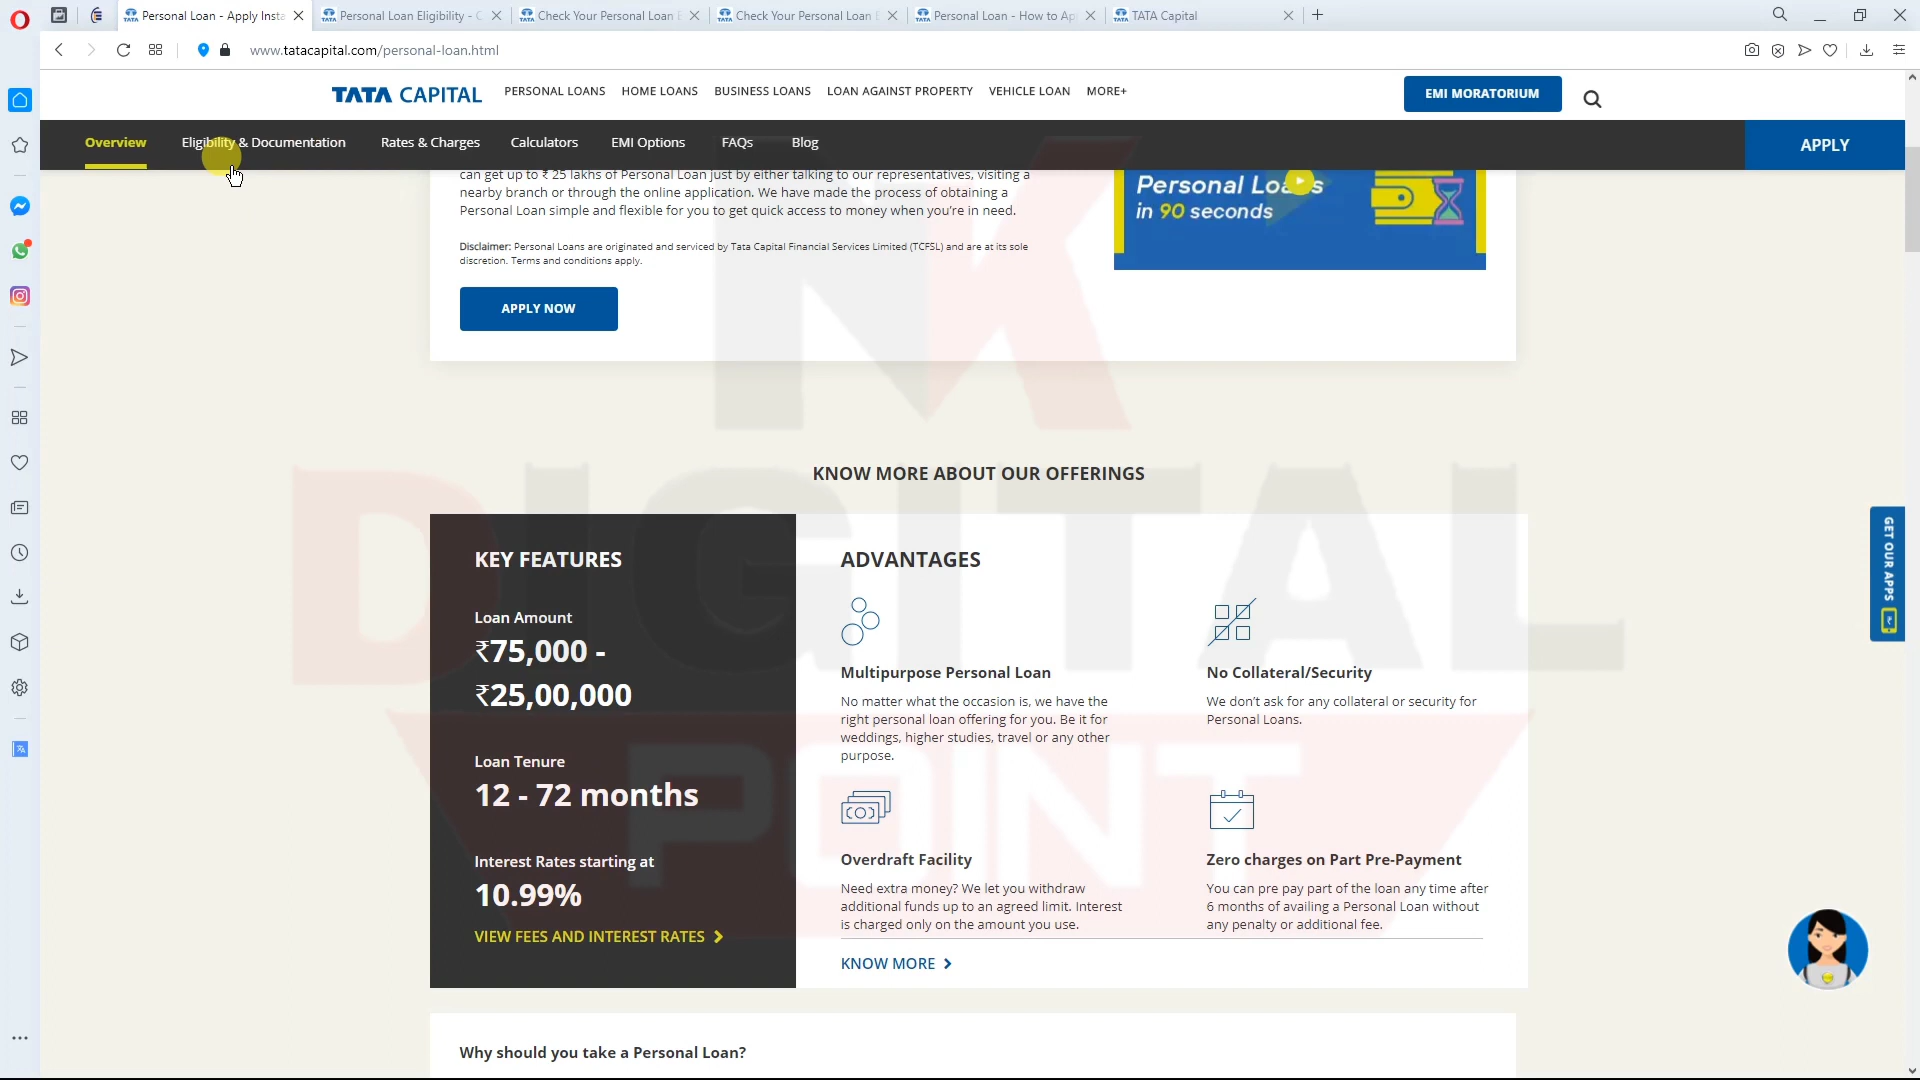 Personal Loan - Apply Insta
Personal Loan Eligibility - C
Check Your Personal Loan E
Check Your Personal Loan E
Personal Loan - How to Ap
TATA Capital
www.tatacapital.com/personal-loan.html
TATA CAPITAL
PERSONAL LOANS
HOME LOANS
BUSINESS LOANS
LOAN AGAINST PROPERTY
VEHICLE LOAN
MORE+
EMI MORATORIUM
Overview
Eligibility & Documentation
Rates & Charges
Calculators
EMI Options
FAQs
Blog
APPLY
can get up to ₹ 25 lakhs of Personal Loan just by either talking to our representatives, visiting a
nearby branch or through the online application. We have made the process of obtaining a
Personal Loan simple and flexible for you to get quick access to money when you're in need.
Disclaimer: Personal Loans are originated and serviced by Tata Capital Financial Services Limited (TCFSL) and are at its sole
discretion. Terms and conditions apply.
APPLY NOW
Personal Loans
in 90 seconds
KNOW MORE ABOUT OUR OFFERINGS
KEY FEATURES
Loan Amount
₹75,000 -
₹25,00,000
Loan Tenure
12 - 72 months
Interest Rates starting at
10.99%
VIEW FEES AND INTEREST RATES
ADVANTAGES
Multipurpose Personal Loan
No matter what the occasion is, we have the
right personal loan offering for you. Be it for
weddings, higher studies, travel or any other
purpose.
No Collateral/Security
We don't ask for any collateral or security for
Personal Loans.
Overdraft Facility
Need extra money? We let you withdraw
additional funds up to an agreed limit. Interest
is charged only on the amount you use.
Zero charges on Part Pre-Payment
You can pre pay part of the loan any time after
6 months of availing a Personal Loan without
any penalty or additional fee.
KNOW MORE
GET OUR APPS
Why should you take a Personal Loan?
NK
DIGITAL
POINT